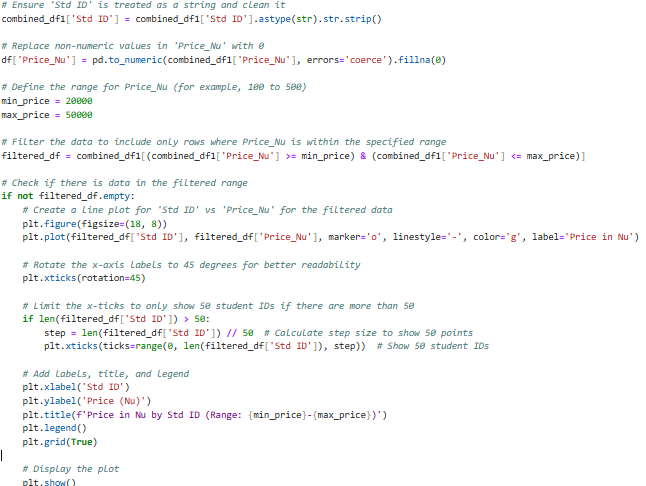 # Ensure 'Std ID' is treated as a string and clean it
combined_df1['Std ID'] = combined_df1['Std ID'].astype(str).str.strip()
# Replace non-numeric values in 'Price_Nu' with 0
df['Price_Nu'] = pd.to_numeric(combined_df1['Price_Nu'], errors='coerce').fillna(0)
# Define the range for Price_Nu (for example, 100 to 500)
min_price = 20000
max_price = 50000
# Filter the data to include only rows where Price_Nu is within the specified range
filtered_df = combined_df1[(combined_df1['Price_Nu'] >= min_price) & (combined_df1['Price_Nu'] <= max_price)]
# Check if there is data in the filtered range
if not filtered_df.empty:
    # Create a line plot for 'Std ID' vs 'Price_Nu' for the filtered data
    plt.figure(figsize=(18, 8))
    plt.plot(filtered_df['Std ID'], filtered_df['Price_Nu'], marker='o', linestyle='-', color='g', label='Price in Nu')
    # Rotate the x-axis labels to 45 degrees for better readability
    plt.xticks(rotation=45)
    # Limit the x-ticks to only show 50 student IDs if there are more than 50
    if len(filtered_df['Std ID']) > 50:
        step = len(filtered_df['Std ID']) // 50  # Calculate step size to show 50 points
        plt.xticks(ticks=range(0, len(filtered_df['Std ID']), step))  # Show 50 student IDs
    # Add labels, title, and legend
    plt.xlabel('Std ID')
    plt.ylabel('Price (Nu)')
    plt.title(f'Price in Nu by Std ID (Range: {min_price}-{max_price})')
    plt.legend()
    plt.grid(True)
    # Display the plot
    plt.show()